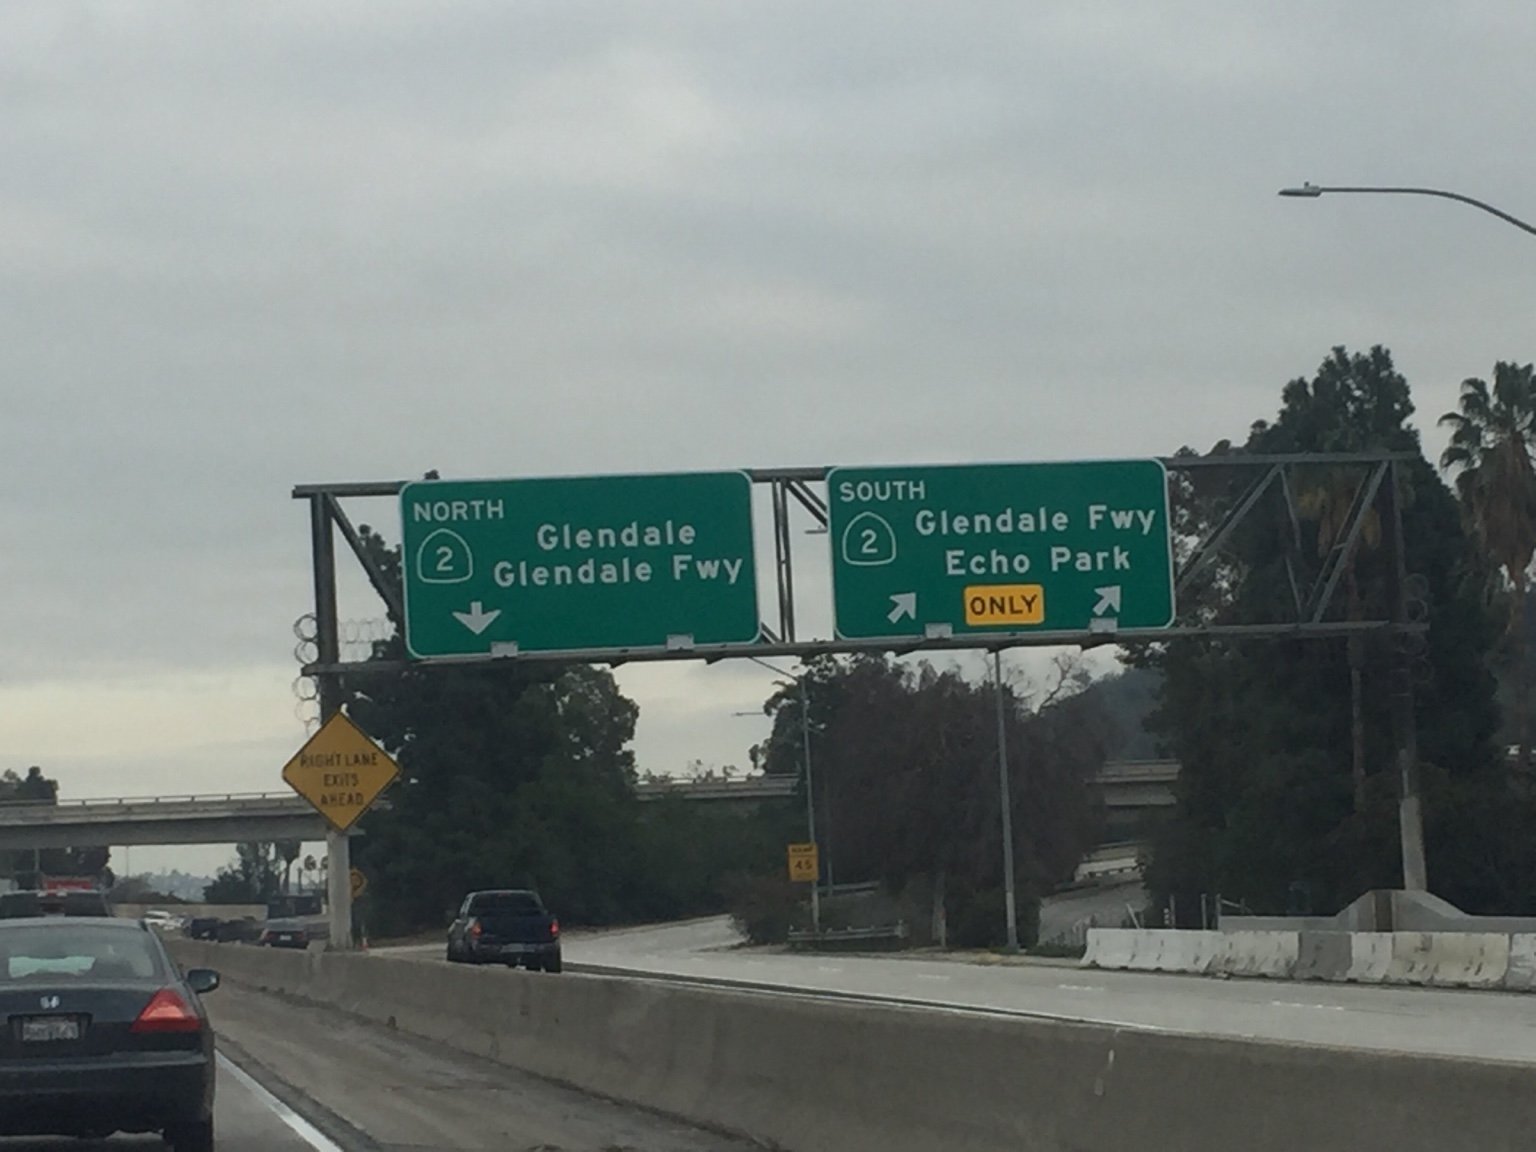 NORTH
2
Glendale
Glendale Fwy
SOUTH
2
Glendale Fwy
Echo Park
ONLY
RIGHT LANE
EXITS
AHEAD
45